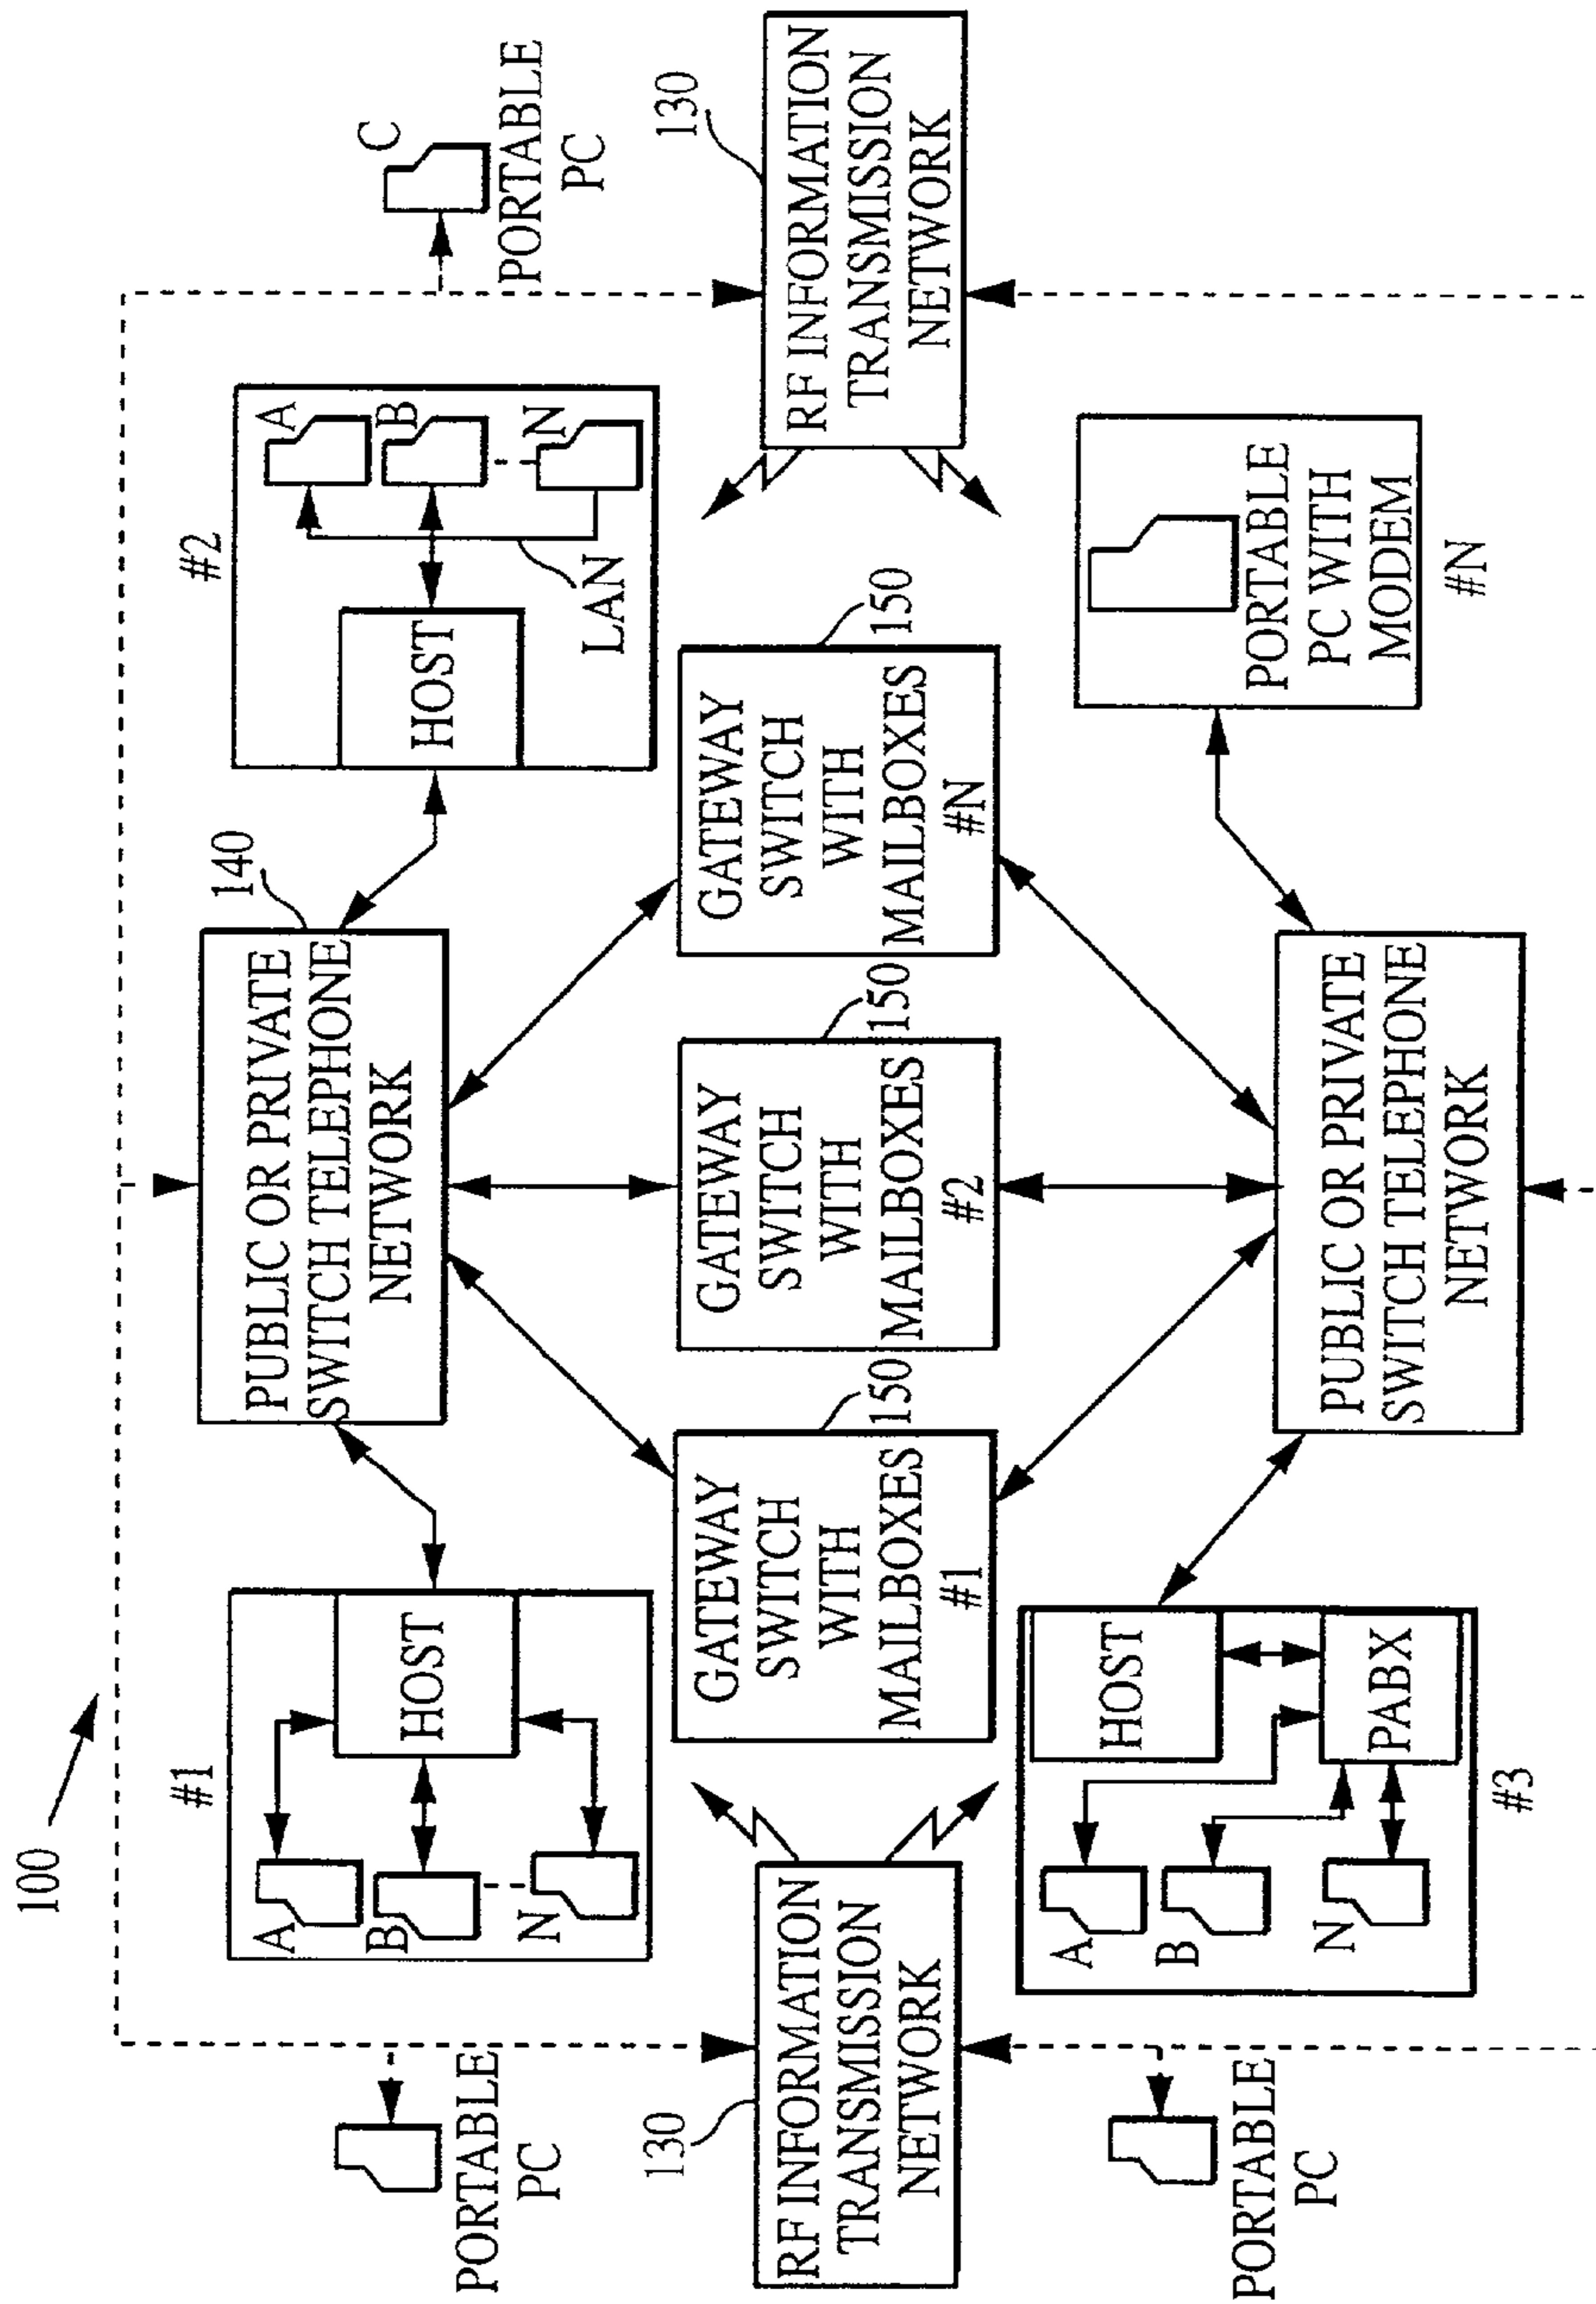 100
#1
A
B
N
HOST
PUBLIC OR PRIVATE
SWITCH TELEPHONE
NETWORK
140
#2
HOST
A
B
N
LAN
C
PORTABLE
PC
PORTABLE
PC
130
RF INFORMATION
TRANSMISSION
NETWORK
GATEWAY
SWITCH
WITH
MAILBOXES
#1
150
GATEWAY
SWITCH
WITH
MAILBOXES
#2
150
GATEWAY
SWITCH
WITH
MAILBOXES
#N
150
130
RF INFORMATION
TRANSMISSION
NETWORK
PORTABLE
PC
A
B
N
HOST
PABX
#3
PUBLIC OR PRIVATE
SWITCH TELEPHONE
NETWORK
PORTABLE
PC WITH
MODEM
#N